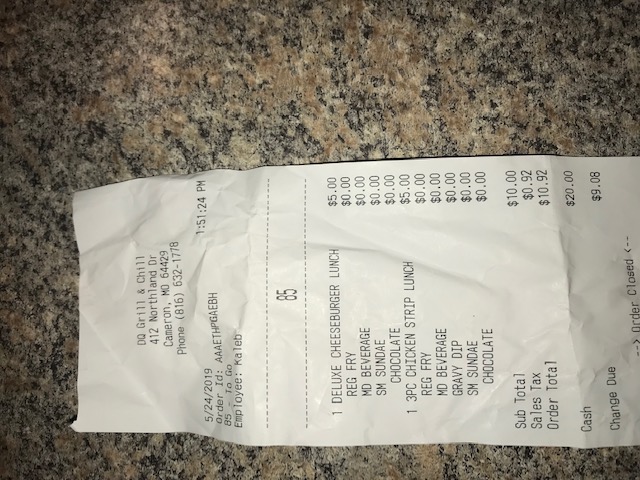 DQ Grill & Chill
412 Northland Dr
Cameron, MO 64429
Phone (816) 632-1778
5/24/2019 1:51:24 PM
Order Id: AAAETHPGAEBH
85 - To Go
Employee: Kaleb
85
1 DELUXE CHEESEBURGER LUNCH $5.00
REG FRY $0.00
MD BEVERAGE $0.00
SM SUNDAE $0.00
CHOCOLATE $0.00
1 3PC CHICKEN STRIP LUNCH $5.00
REG FRY $0.00
MD BEVERAGE $0.00
GRAVY DIP $0.00
SM SUNDAE $0.00
CHOCOLATE $0.00
Sub Total $10.00
Sales Tax $0.92
Order Total $10.92
Cash $20.00
Change Due $9.08
--> Order Closed <--